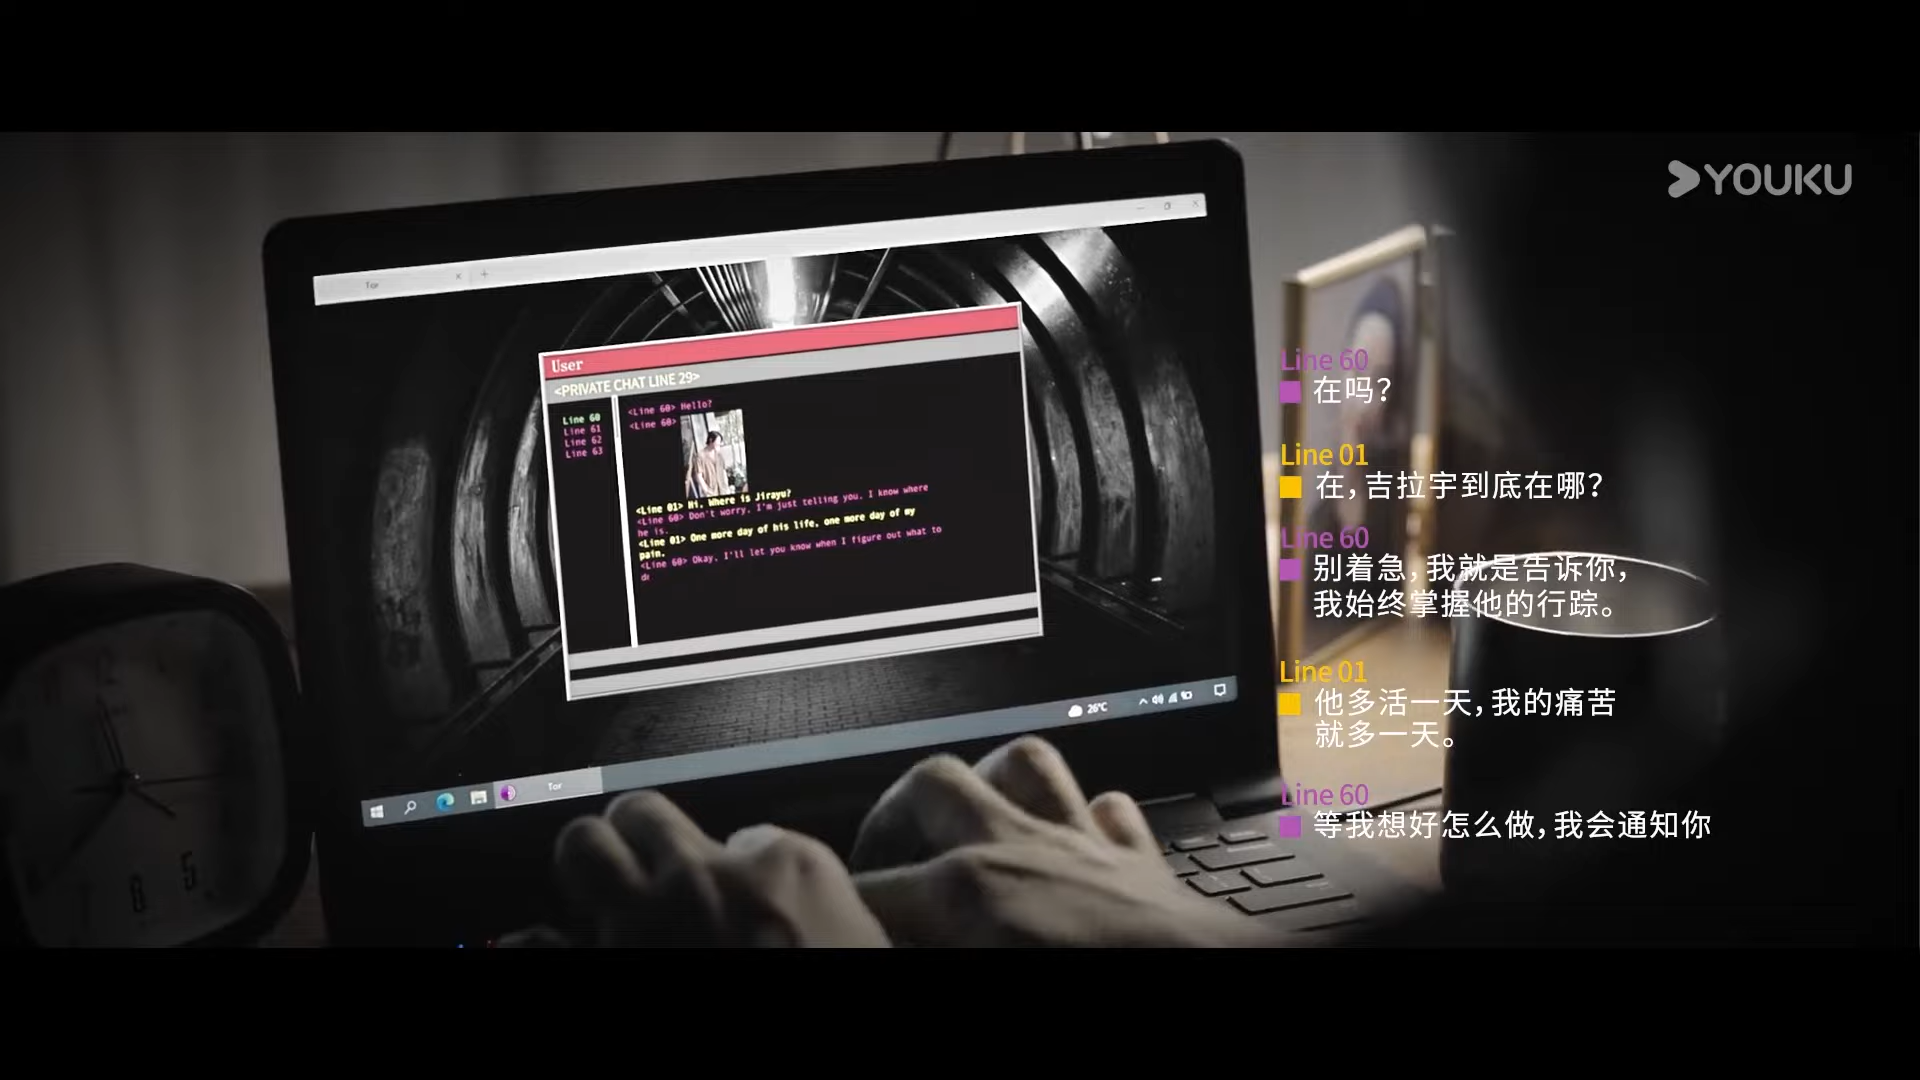 YOUKU
Tor
User
<PRIVATE CHAT LINE 29>
Line 60
Line 61
Line 62
Line 63
<Line 60> Hello?
<Line 60>
<Line 01> Hi. Where is Jirayu?
<Line 60> Don't worry. I'm just telling you. I know where
he is.
<Line 01> One more day of his life, one more day of my
pain.
<Line 60> Okay. I'll let you know when I figure out what to
Line 60
在吗？
Line 01
在，吉拉宇到底在哪？
Line 60
别着急，我就是告诉你，
我始终掌握他的行踪。
Line 01
他多活一天，我的痛苦
就多一天。
Line 60
等我想好怎么做，我会通知你
26°C
Tor
8 5